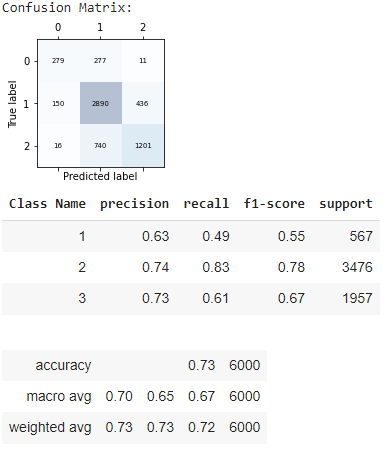 Confusion Matrix:
0 1 2
0 279 277 11
1 150 2890 436
2 16 740 1201
True label
Predicted label
Class Name precision recall f1-score support
1 0.63 0.49 0.55 567
2 0.74 0.83 0.78 3476
3 0.73 0.61 0.67 1957
accuracy 0.73 6000
macro avg 0.70 0.65 0.67 6000
weighted avg 0.73 0.73 0.72 6000